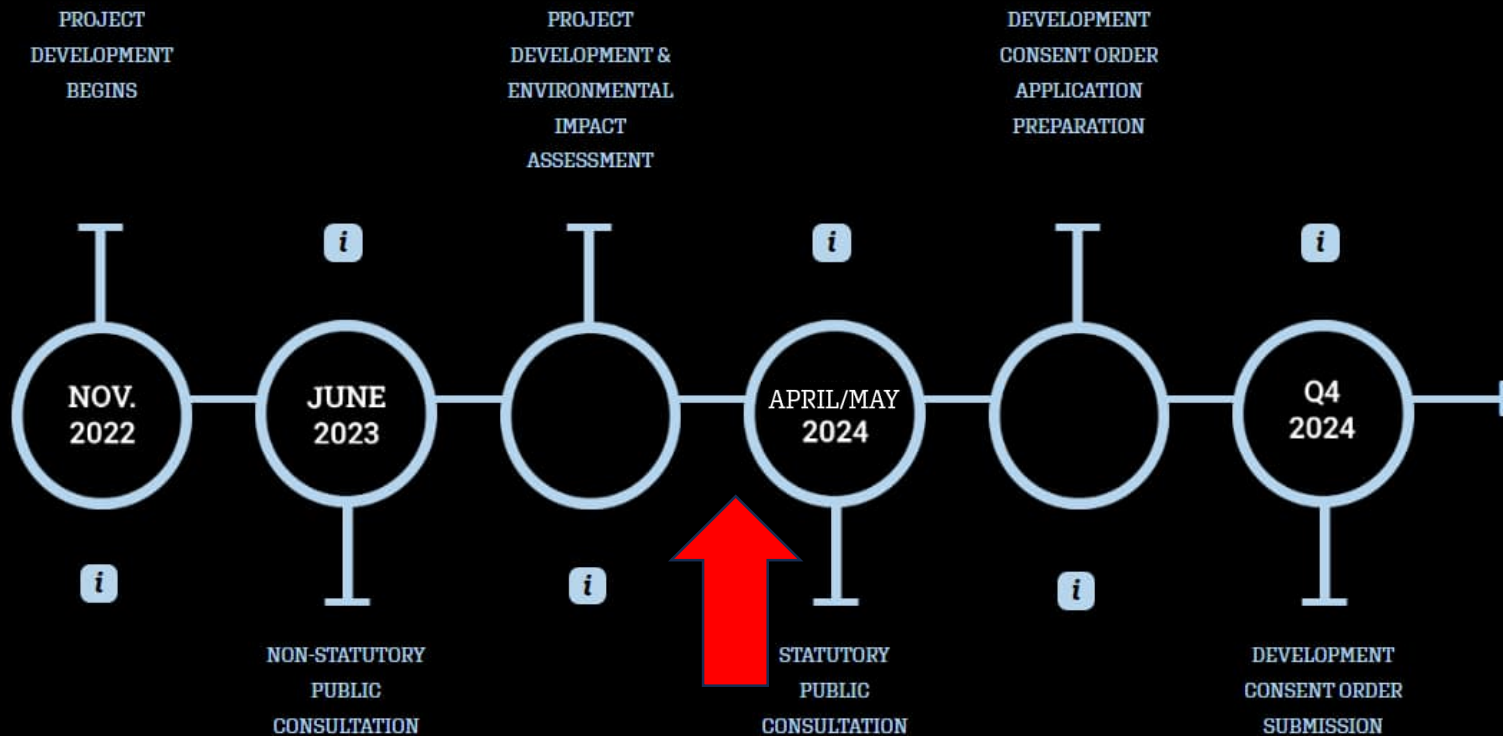 PROJECT
DEVELOPMENT
BEGINS
PROJECT
DEVELOPMENT &
ENVIRONMENTAL
IMPACT
ASSESSMENT
DEVELOPMENT
CONSENT ORDER
APPLICATION
PREPARATION
i
i
i
NOV.
2022
JUNE
2023
APRIL/MAY
2024
Q4
2024
i
i
i
NON-STATUTORY
PUBLIC
CONSULTATION
STATUTORY
PUBLIC
CONSULTATION
DEVELOPMENT
CONSENT ORDER
SUBMISSION